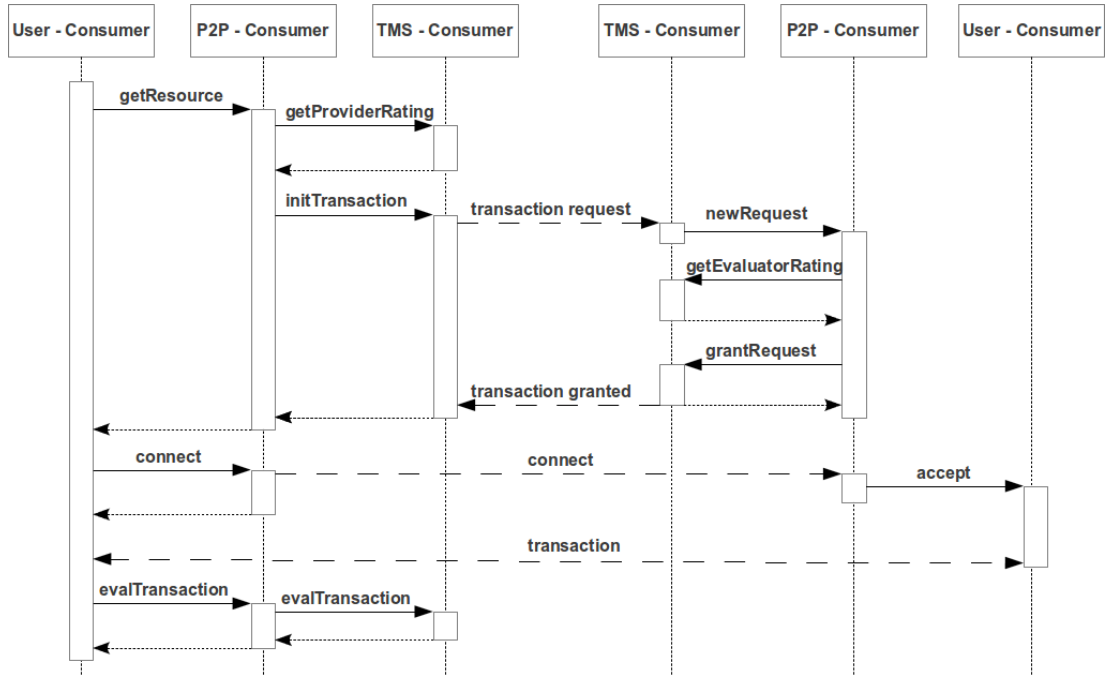 User - Consumer
P2P - Consumer
TMS - Consumer
TMS - Consumer
P2P - Consumer
User - Consumer
getResource
getProviderRating
initTransaction
transaction request
newRequest
getEvaluatorRating
grantRequest
transaction granted
connect
connect
accept
transaction
evalTransaction
evalTransaction